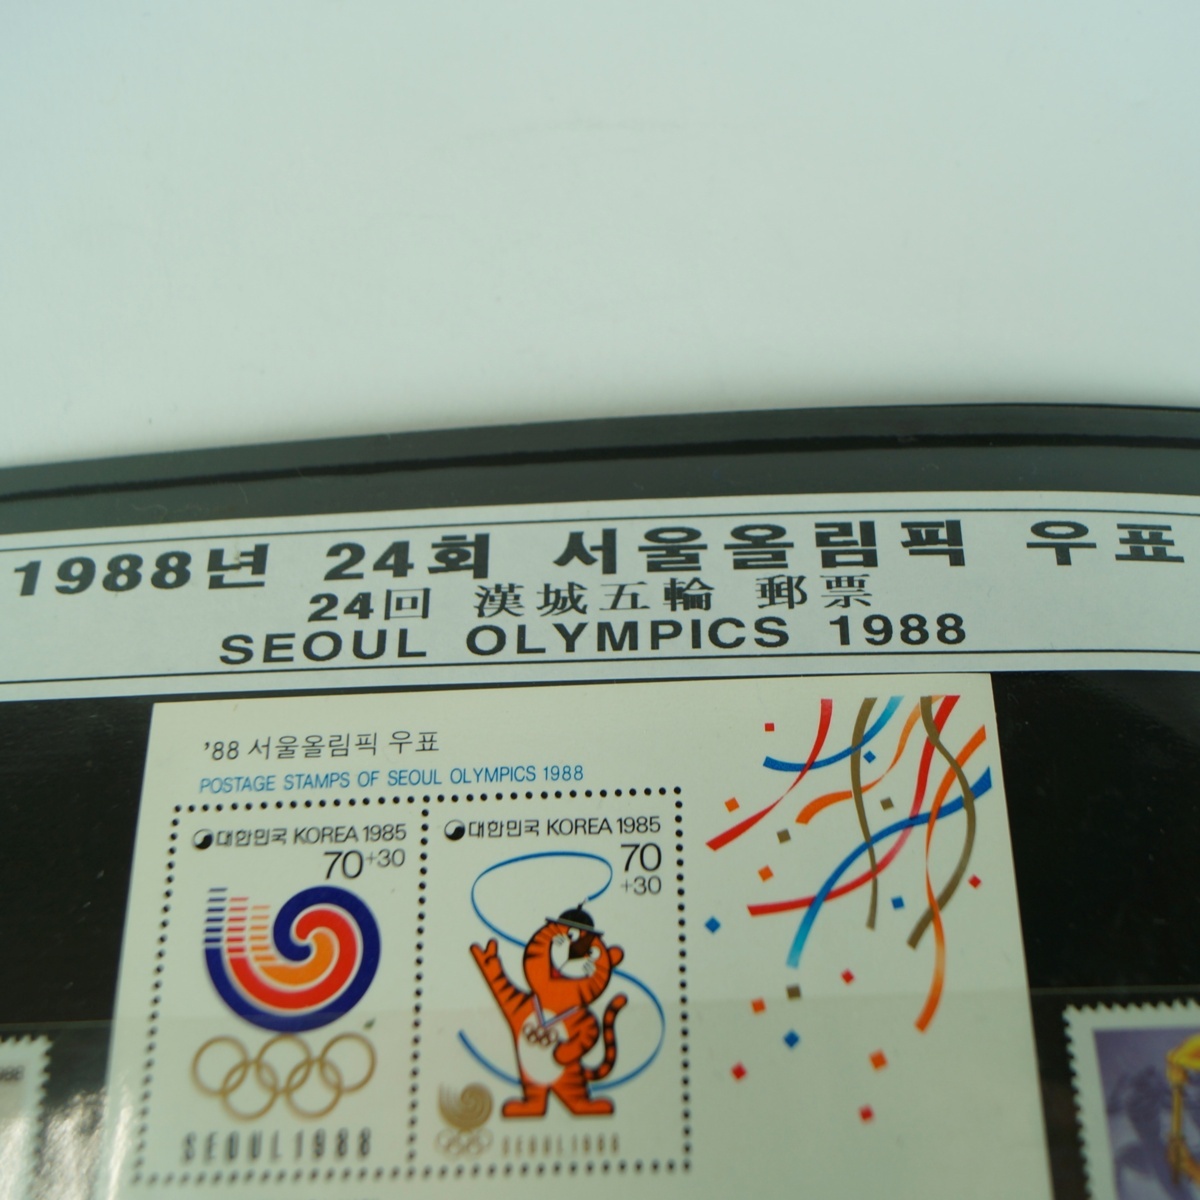 1988년 24회 서울올림픽 우표
24回 漢城五輪 郵票
SEOUL OLYMPICS 1988
'88 서울올림픽 우표
POSTAGE STAMPS OF SEOUL OLYMPICS 1988
대한민국 KOREA 1985
70+30
SEOUL 1988
대한민국 KOREA 1985
70
+30
SEOUL 1988